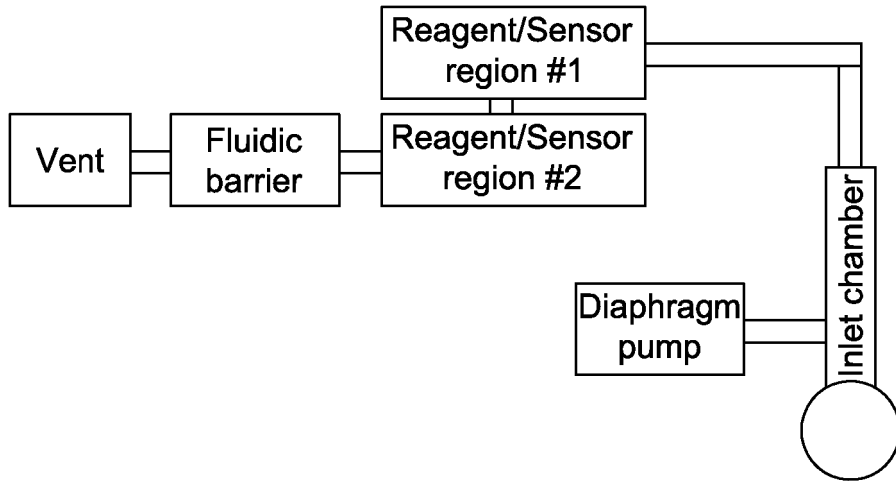 Reagent/Sensor
region #1
Vent
Fluidic
barrier
Reagent/Sensor
region #2
Diaphragm
pump
Inlet chamber